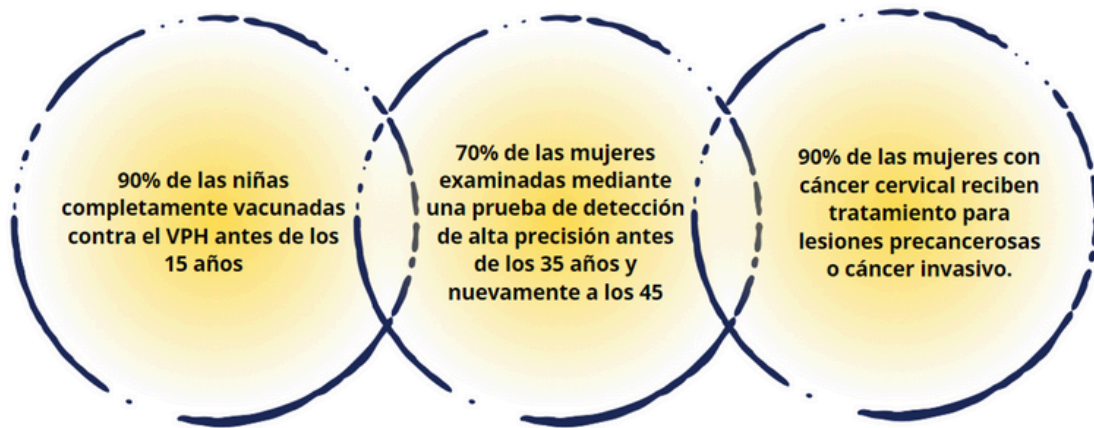 90% de las niñas
completamente vacunadas
contra el VPH antes de los
15 años
70% de las mujeres
examinadas mediante
una prueba de detección
de alta precisión antes
de los 35 años y
nuevamente a los 45
90% de las mujeres con
cáncer cervical reciben
tratamiento para
lesiones precancerosas
o cáncer invasivo.